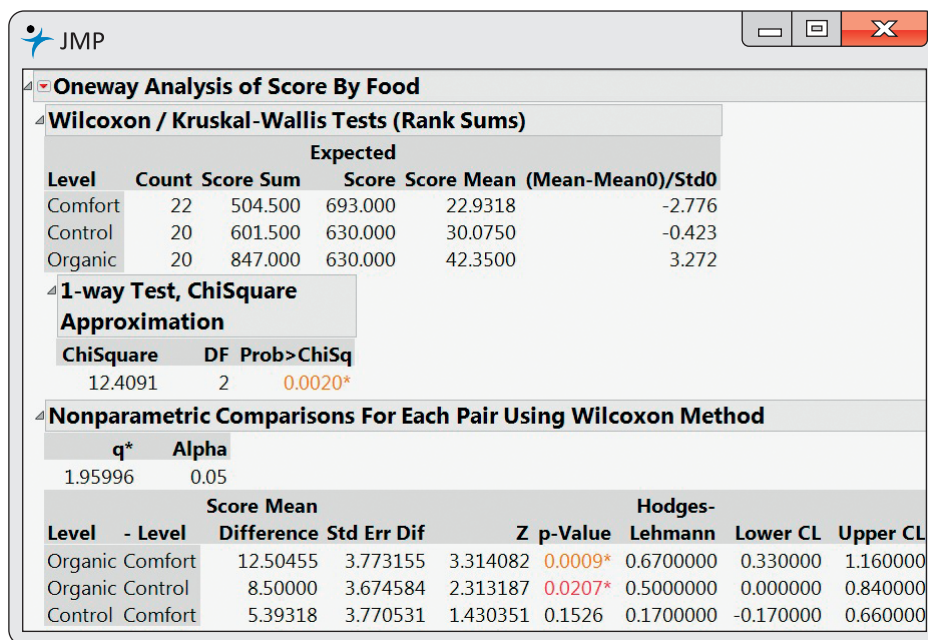 JMP
Oneway Analysis of Score By Food
Wilcoxon / Kruskal-Wallis Tests (Rank Sums)
Expected
Level Count Score Sum Score Score Mean (Mean-Mean0)/Std0
Comfort 22 504.500 693.000 22.9318 -2.776
Control 20 601.500 630.000 30.0750 -0.423
Organic 20 847.000 630.000 42.3500 3.272
1-way Test, ChiSquare
Approximation
ChiSquare DF Prob>ChiSq
12.4091 2 0.0020*
Nonparametric Comparisons For Each Pair Using Wilcoxon Method
q* Alpha
1.95996 0.05
Score Mean Hodges-
Level - Level Difference Std Err Dif Z p-Value Lehmann Lower CL Upper CL
Organic Comfort 12.50455 3.773155 3.314082 0.0009* 0.6700000 0.330000 1.160000
Organic Control 8.50000 3.674584 2.313187 0.0207* 0.5000000 0.000000 0.840000
Control Comfort 5.39318 3.770531 1.430351 0.1526 0.1700000 -0.170000 0.660000